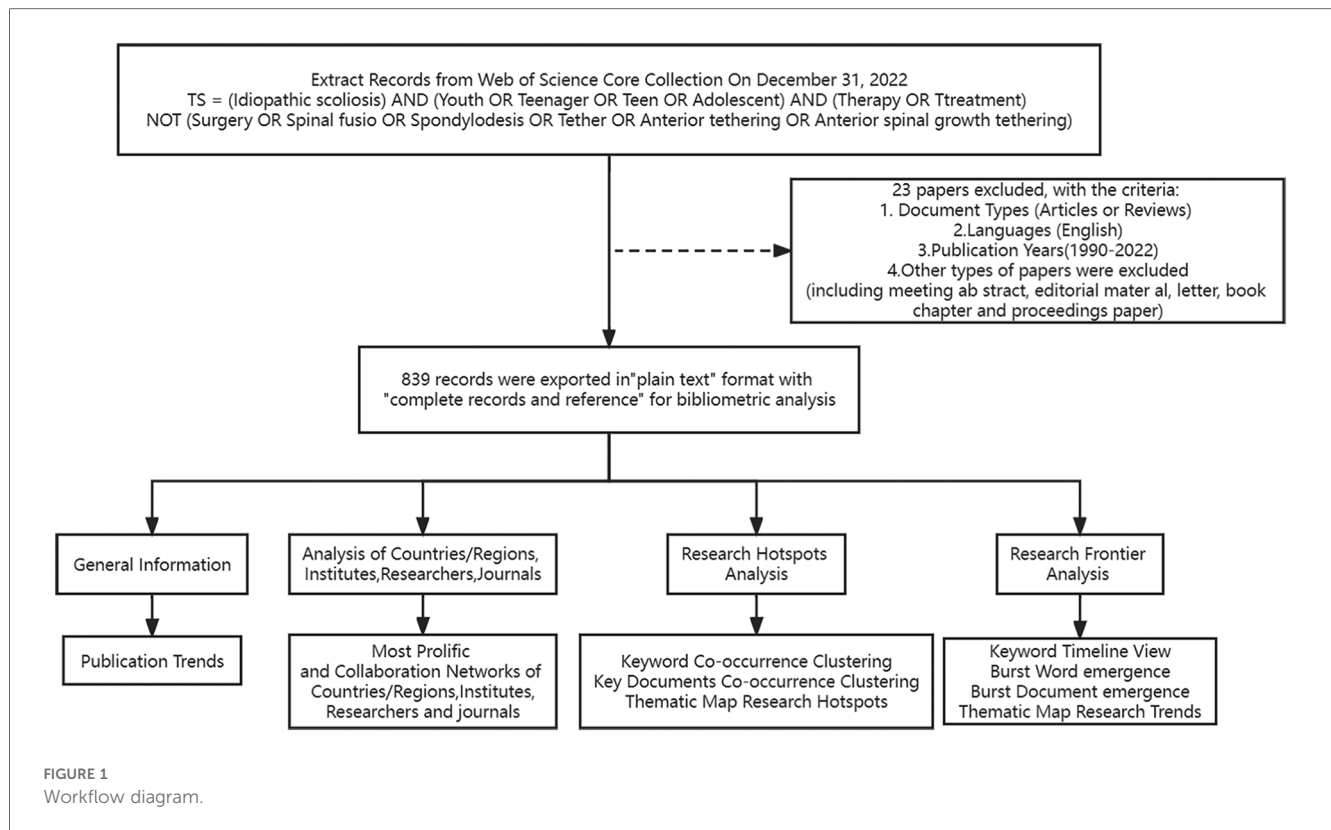 Extract Records from Web of Science Core Collection On December 31, 2022
TS = (Idiopathic scoliosis) AND (Youth OR Teenager OR Teen OR Adolescent) AND (Therapy OR Ttreatment)
NOT (Surgery OR Spinal fusio OR Spondylodesis OR Tether OR Anterior tethering OR Anterior spinal growth tethering)
23 papers excluded, with the criteria:
1. Document Types (Articles or Reviews)
2.Languages (English)
3.Publication Years(1990-2022)
4.Other types of papers were excluded
(including meeting ab stract, editorial mater al, letter, book
chapter and proceedings paper)
839 records were exported in"plain text" format with
"complete records and reference" for bibliometric analysis
General Information
Analysis of Countries/Regions,
Institutes,Researchers,Journals
Research Hotspots
Analysis
Research Frontier
Analysis
Publication Trends
Most Prolific
and Collaboration Networks of
Countries/Regions,Institutes,
Researchers and journals
Keyword Co-occurrence Clustering
Key Documents Co-occurrence Clustering
Thematic Map Research Hotspots
Keyword Timeline View
Burst Word emergence
Burst Document emergence
Thematic Map Research Trends
FIGURE 1
Workflow diagram.